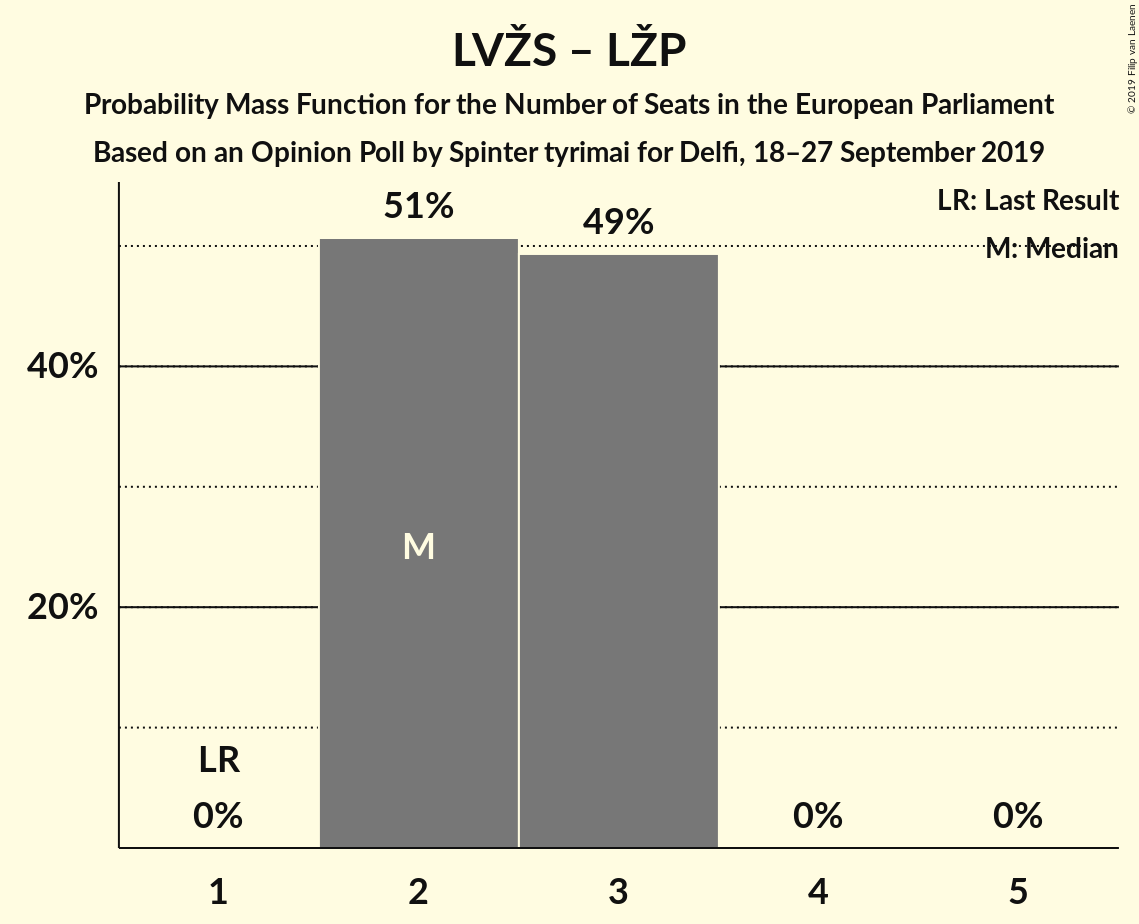 LVŽS – LŽP
Probability Mass Function for the Number of Seats in the European Parliament
Based on an Opinion Poll by Spinter tyrimai for Delfi, 18–27 September 2019
© 2019 Filip van Laenen
LR: Last Result
M: Median
51%
49%
40%
20%
M
LR
0%
0%
0%
1
2
3
4
5